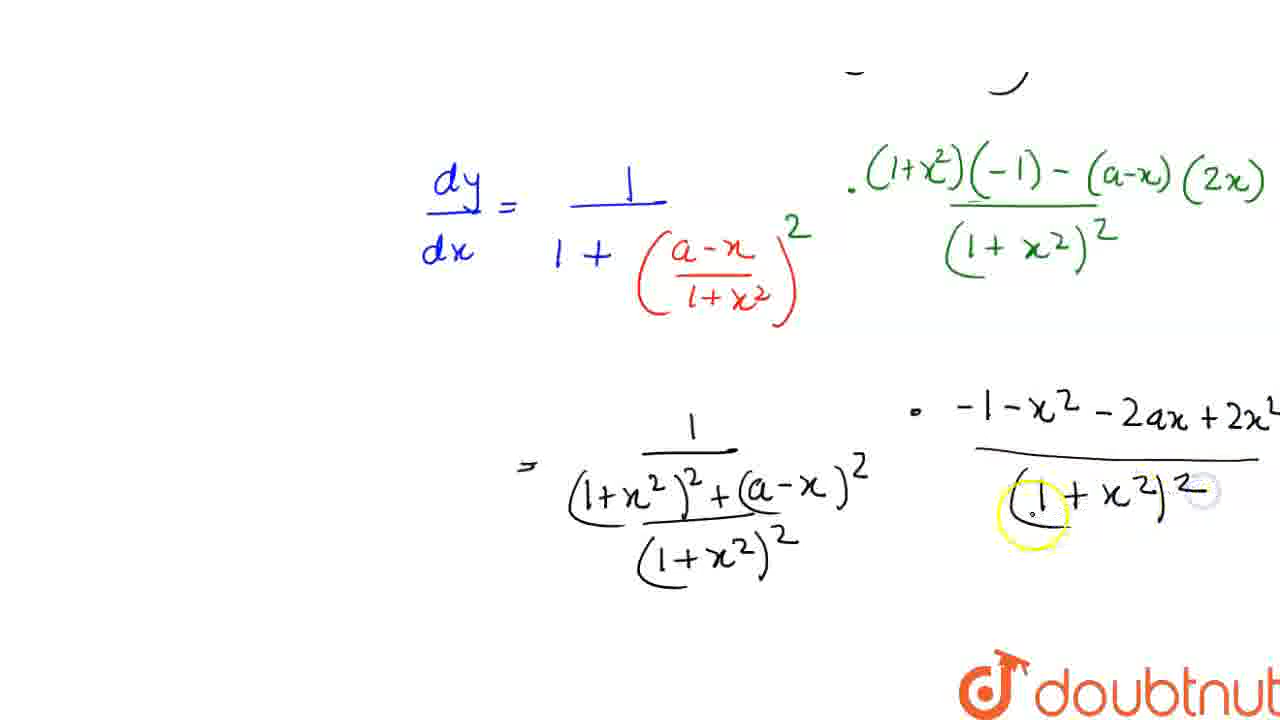 dy/dx = 1/(1 + ((a-x)/(1+x²))²) · ((1+x²)(-1) - (a-x)(2x))/(1+x²)²
= 1/(((1+x²)² + (a-x)²)/(1+x²)²) · (-1-x²-2ax+2x²)/(1+x²)²
doubtnut